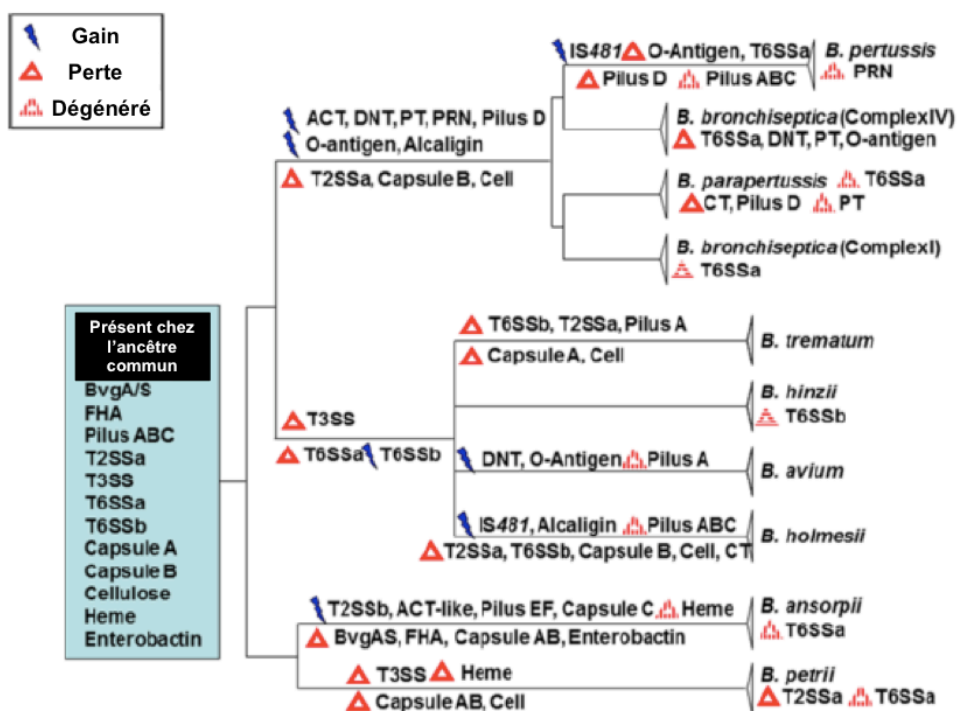 Gain
Perte
Dégénéré
IS481 O-Antigen, T6SSa
Pilus D Pilus ABC
B. pertussis
PRN
ACT, DNT, PT, PRN, Pilus D
O-antigen, Alcaligin
T2SSa, Capsule B, Cell
B. bronchiseptica (Complex IV)
T6SSa, DNT, PT, O-antigen
B. parapertussis T6SSa
CT, Pilus D PT
B. bronchiseptica (Complex I)
T6SSa
Présent chez
l'ancêtre
commun
BvgA/S
FHA
Pilus ABC
T2SSa
T3SS
T6SSa
T6SSb
Capsule A
Capsule B
Cellulose
Heme
Enterobactin
T3SS
T6SSa T6SSb
T6SSb, T2SSa, Pilus A
Capsule A, Cell
B. trematum
B. hinzii
T6SSb
DNT, O-Antigen, Pilus A
B. avium
IS481, Alcaligin Pilus ABC
T2SSa, T6SSb, Capsule B, Cell, CT
B. holmesii
T2SSb, ACT-like, Pilus EF, Capsule C Heme
BvgAS, FHA, Capsule AB, Enterobactin
B. ansorpii
T6SSa
T3SS Heme
Capsule AB, Cell
B. petrii
T2SSa T6SSa